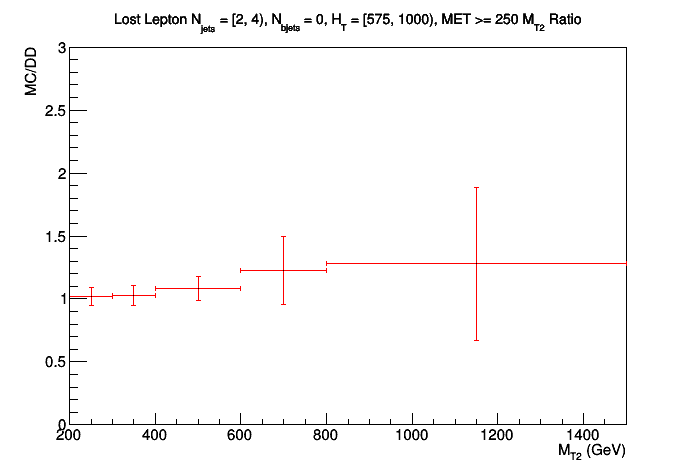 Lost Lepton N_jets = [2, 4), N_bjets = 0, H_T = [575, 1000), MET >= 250 M_T2 Ratio
MC/DD
3
2.5
2
1.5
1
0.5
0
200 400 600 800 1000 1200 1400
M_T2 (GeV)